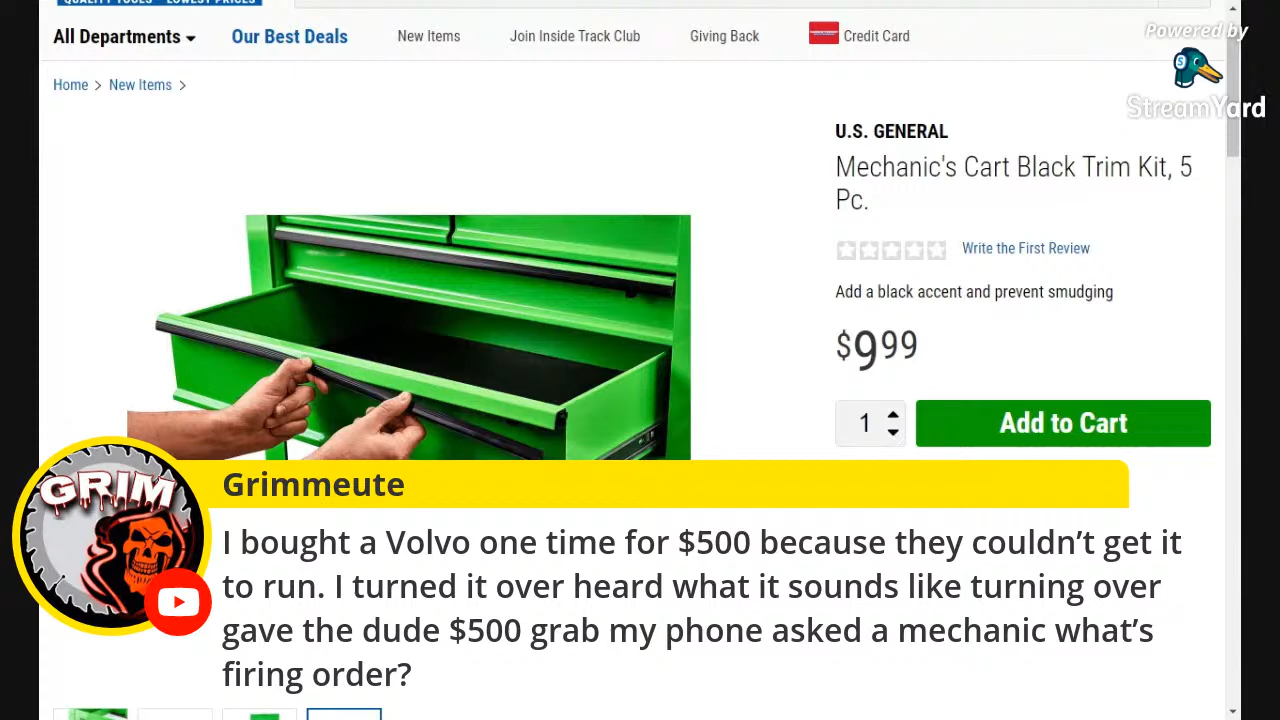 QUALITY TOOLS LOWEST PRICES
All Departments
Our Best Deals
New Items
Join Inside Track Club
Giving Back
Credit Card
Powered by
StreamYard
Home > New Items >
U.S. GENERAL
Mechanic's Cart Black Trim Kit, 5
Pc.
Write the First Review
Add a black accent and prevent smudging
$9 99
1
Add to Cart
GRIM
Grimmeute
I bought a Volvo one time for $500 because they couldn’t get it
to run. I turned it over heard what it sounds like turning over
gave the dude $500 grab my phone asked a mechanic what’s
firing order?